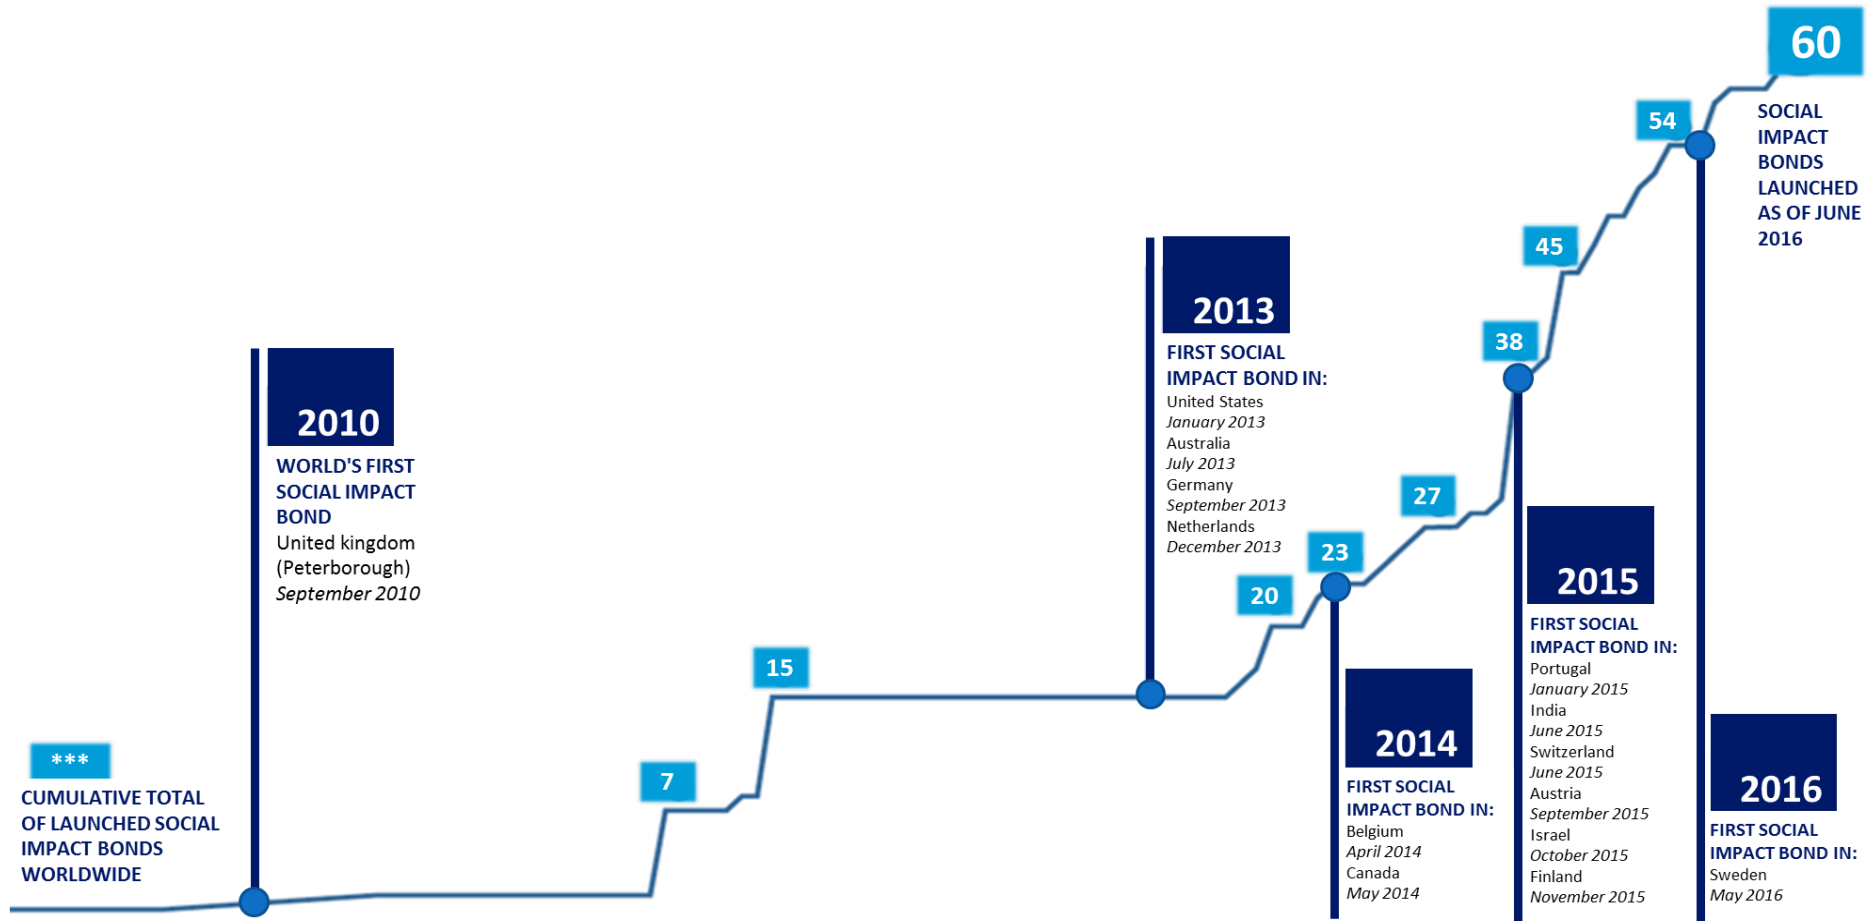 ***
CUMULATIVE TOTAL
OF LAUNCHED SOCIAL
IMPACT BONDS
WORLDWIDE
2010
WORLD'S FIRST
SOCIAL IMPACT
BOND
United kingdom
(Peterborough)
September 2010
7
15
2013
FIRST SOCIAL
IMPACT BOND IN:
United States
January 2013
Australia
July 2013
Germany
September 2013
Netherlands
December 2013
20
23
2014
FIRST SOCIAL
IMPACT BOND IN:
Belgium
April 2014
Canada
May 2014
27
38
2015
FIRST SOCIAL
IMPACT BOND IN:
Portugal
January 2015
India
June 2015
Switzerland
June 2015
Austria
September 2015
Israel
October 2015
Finland
November 2015
45
54
2016
FIRST SOCIAL
IMPACT BOND IN:
Sweden
May 2016
60
SOCIAL
IMPACT
BONDS
LAUNCHED
AS OF JUNE
2016